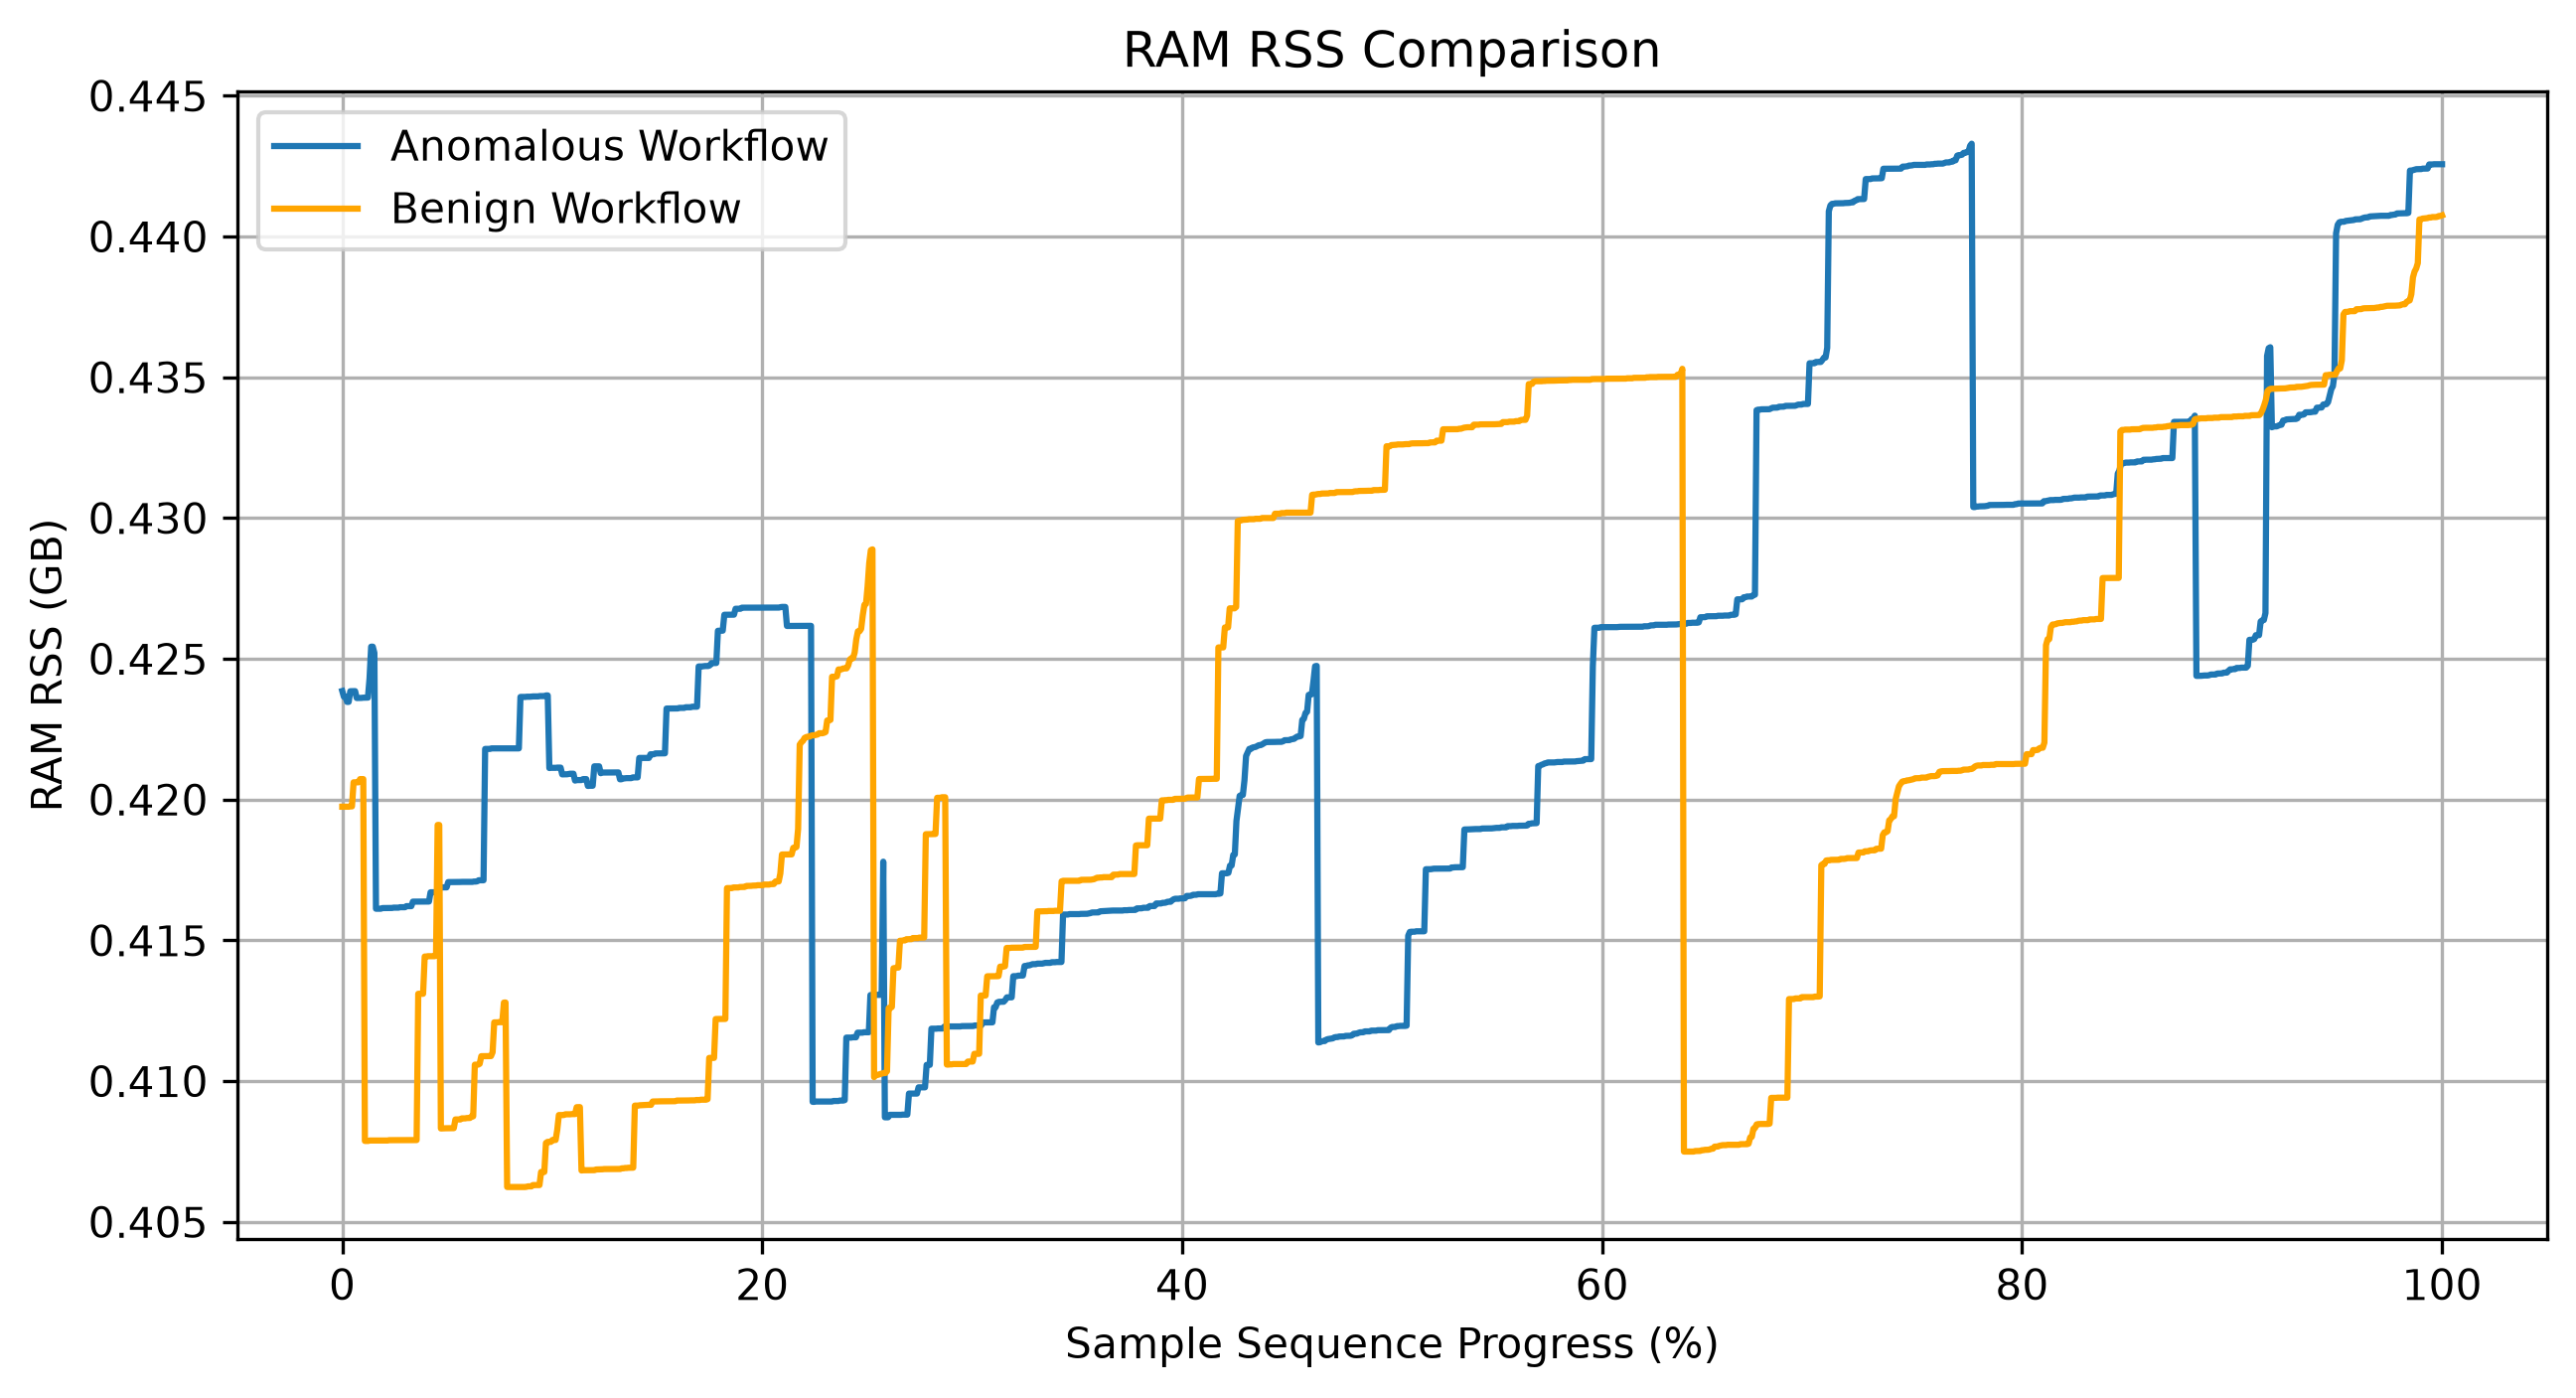 RAM RSS Comparison
Anomalous Workflow
Benign Workflow
RAM RSS (GB)
0.445
0.440
0.435
0.430
0.425
0.420
0.415
0.410
0.405
0 20 40 60 80 100
Sample Sequence Progress (%)